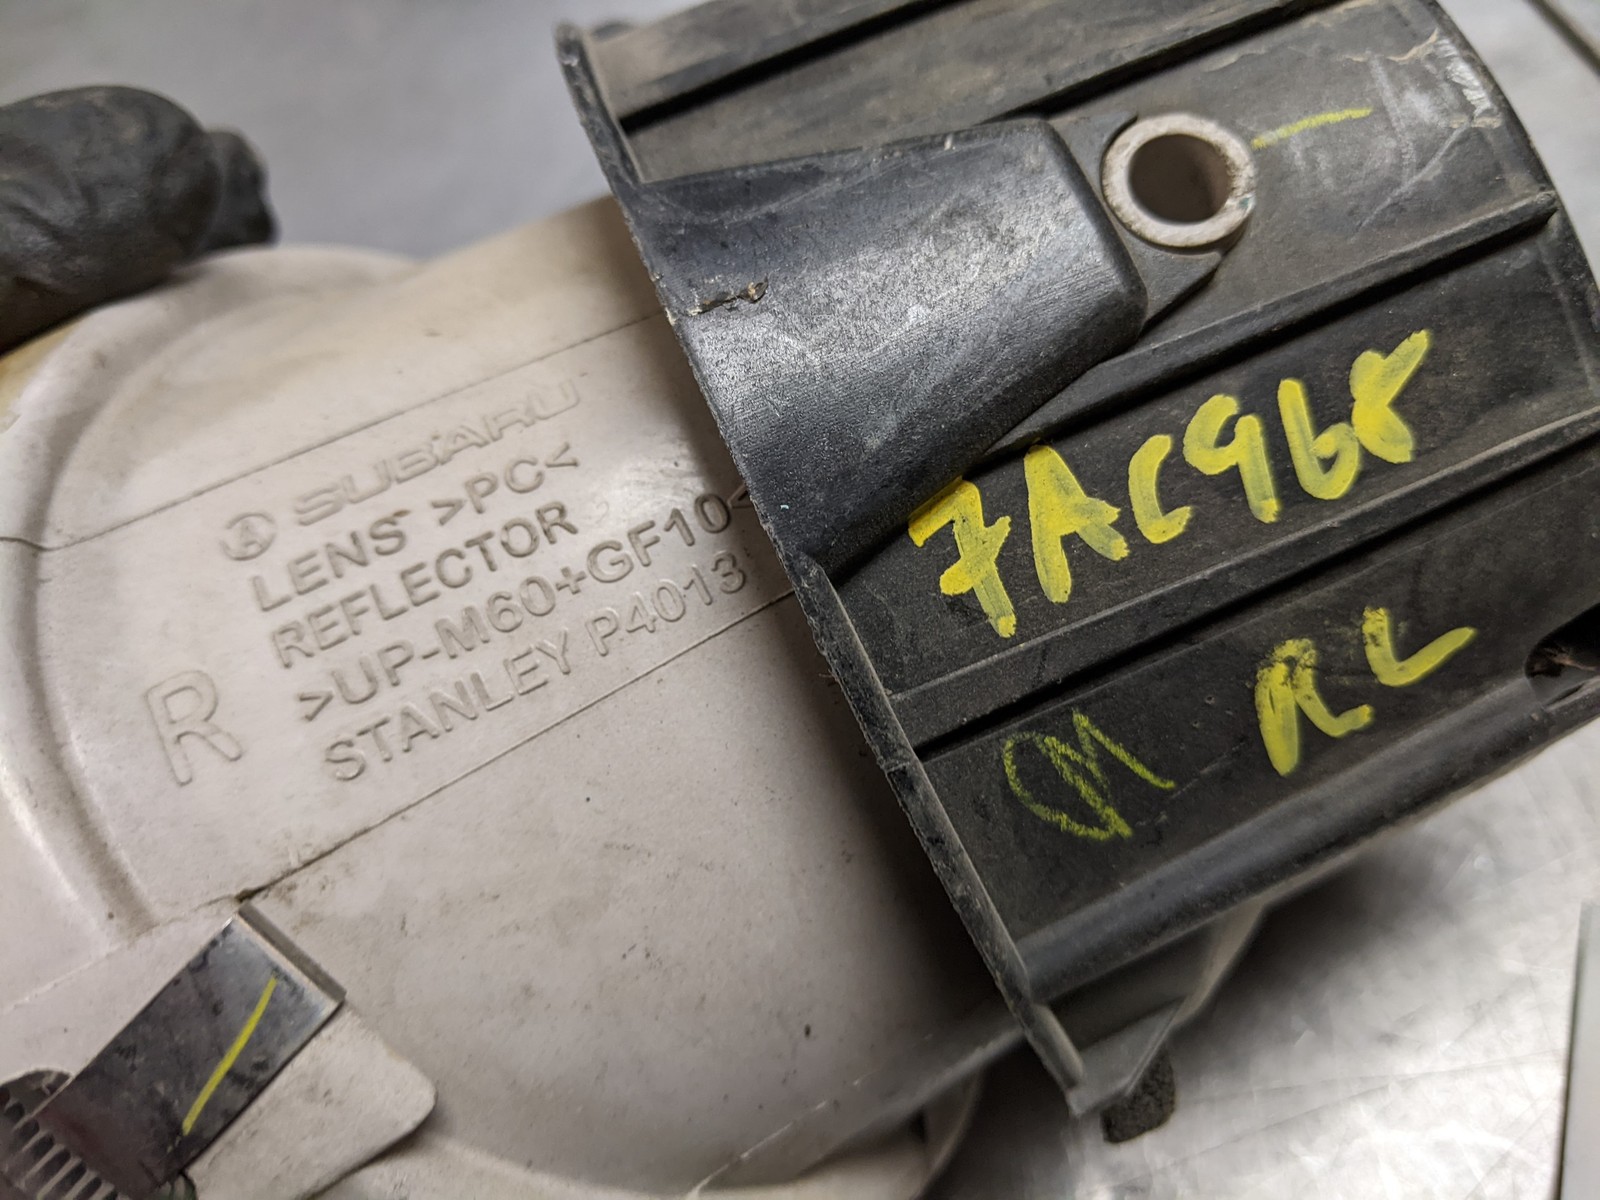 SUBARU
LENS >PC<
REFLECTOR
>UP-M60+GF10<
STANLEY P4013
R
7AC968
RL